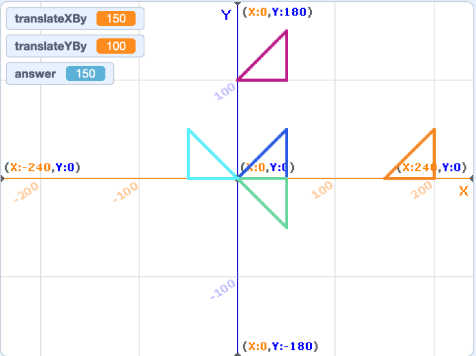 translateXBy 150
translateYBy 100
answer 150
Y (X:0,Y:180)
100
(X:-240,Y:0) (X:0,Y:0) (X:240,Y:0)
-200 -100 100 200 X
-100
(X:0,Y:-180)